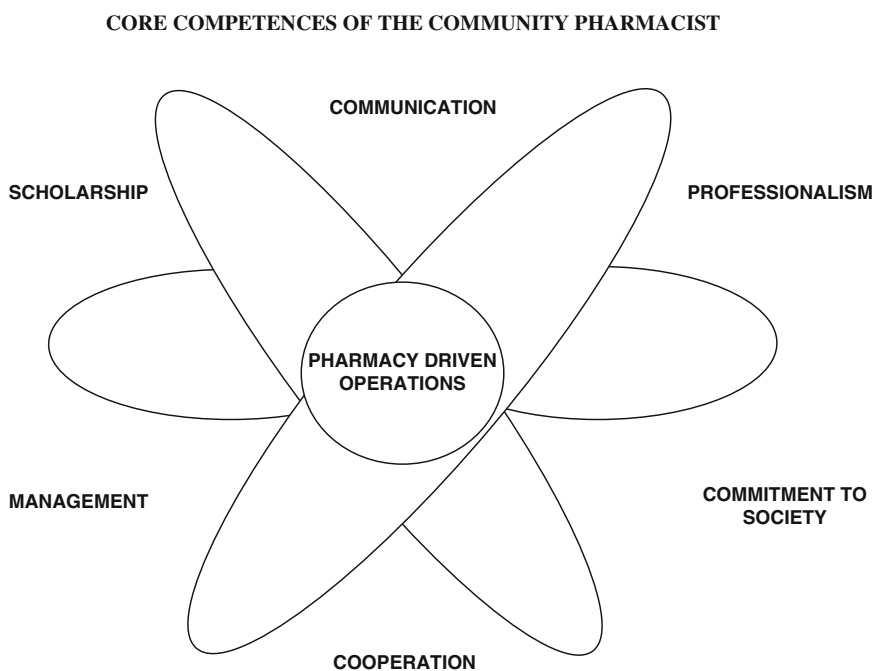 CORE COMPETENCES OF THE COMMUNITY PHARMACIST
COMMUNICATION
SCHOLARSHIP
PROFESSIONALISM
PHARMACY DRIVEN
OPERATIONS
MANAGEMENT
COMMITMENT TO
SOCIETY
COOPERATION